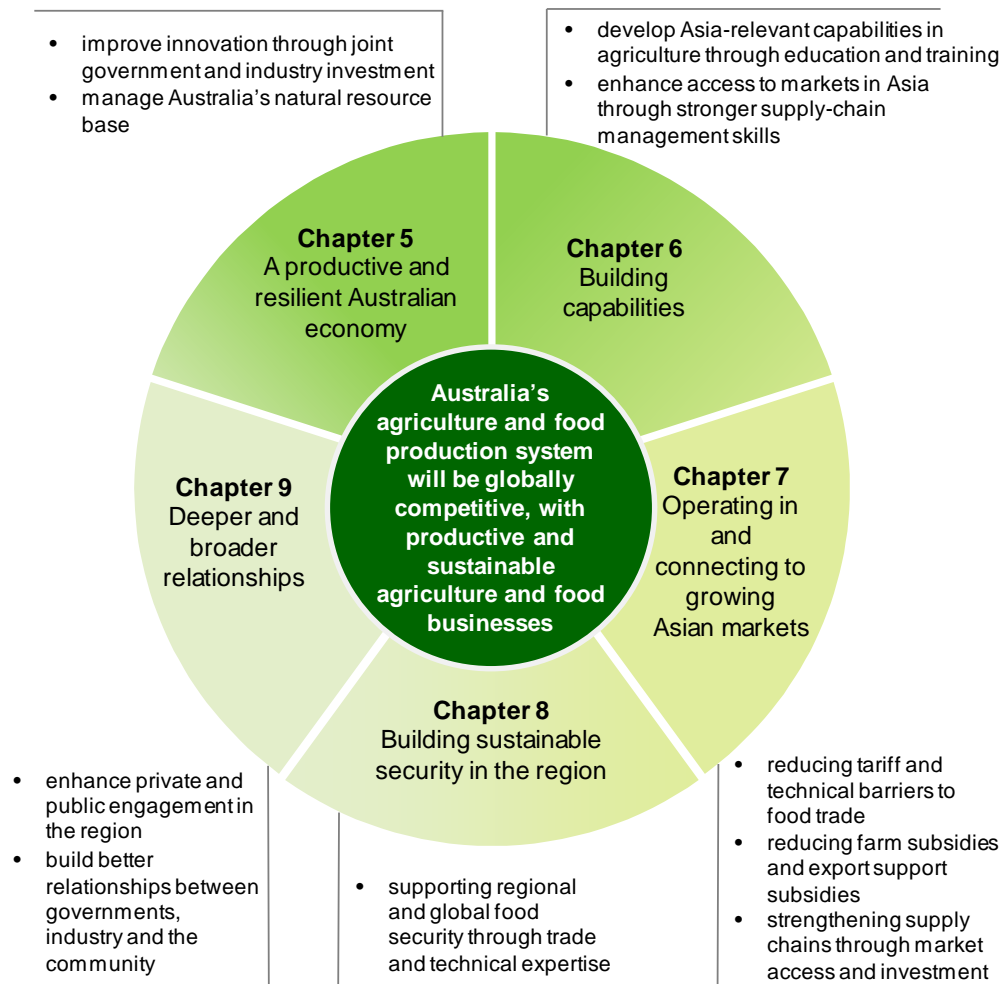 • improve innovation through joint
government and industry investment
• manage Australia's natural resource
base
• develop Asia-relevant capabilities in
agriculture through education and training
• enhance access to markets in Asia
through stronger supply-chain
management skills
Chapter 5
A productive and
resilient Australian
economy
Chapter 6
Building
capabilities
Australia's
agriculture and food
production system
will be globally
competitive, with
productive and
sustainable
agriculture and food
businesses
Chapter 9
Deeper and
broader
relationships
Chapter 7
Operating in
and
connecting to
growing
Asian markets
Chapter 8
Building sustainable
security in the region
• enhance private and
public engagement in
the region
• build better
relationships between
governments,
industry and the
community
• supporting regional
and global food
security through trade
and technical expertise
• reducing tariff and
technical barriers to
food trade
• reducing farm subsidies
and export support
subsidies
• strengthening supply
chains through market
access and investment